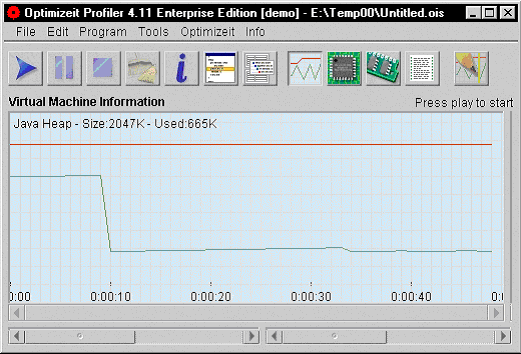 Optimizeit Profiler 4.11 Enterprise Edition [demo] - E:\Temp00\Untitled.ois
File Edit Program Tools Optimizeit Info
Virtual Machine Information Press play to start
Java Heap - Size:2047K - Used:665K
0:00 0:00:10 0:00:20 0:00:30 0:00:40 0: